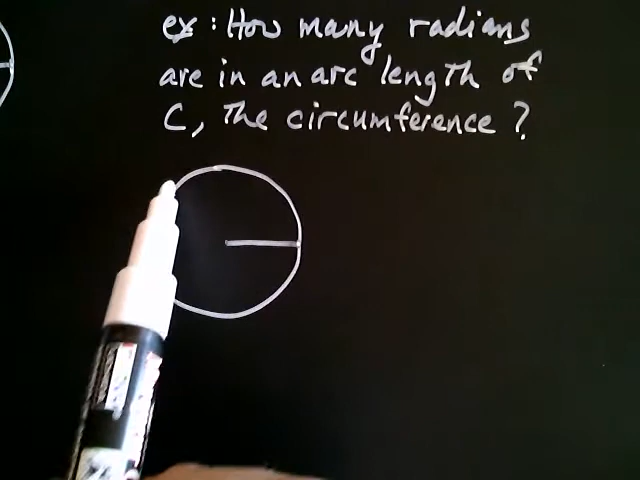 ex: How many radians
are in an arc length of
C, the circumference?